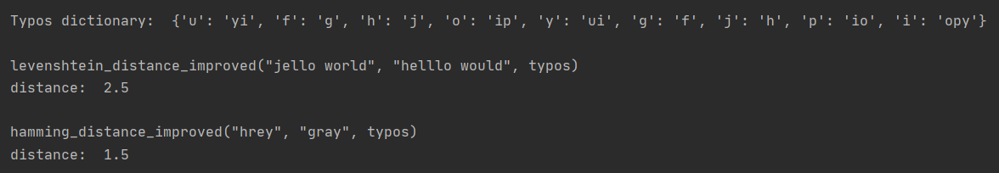 Typos dictionary:  {'u': 'yi', 'f': 'g', 'h': 'j', 'o': 'ip', 'y': 'ui', 'g': 'f', 'j': 'h', 'p': 'io', 'i': 'opy'}
levenshtein_distance_improved("jello world", "helllo would", typos)
distance:  2.5
hamming_distance_improved("hrey", "gray", typos)
distance:  1.5